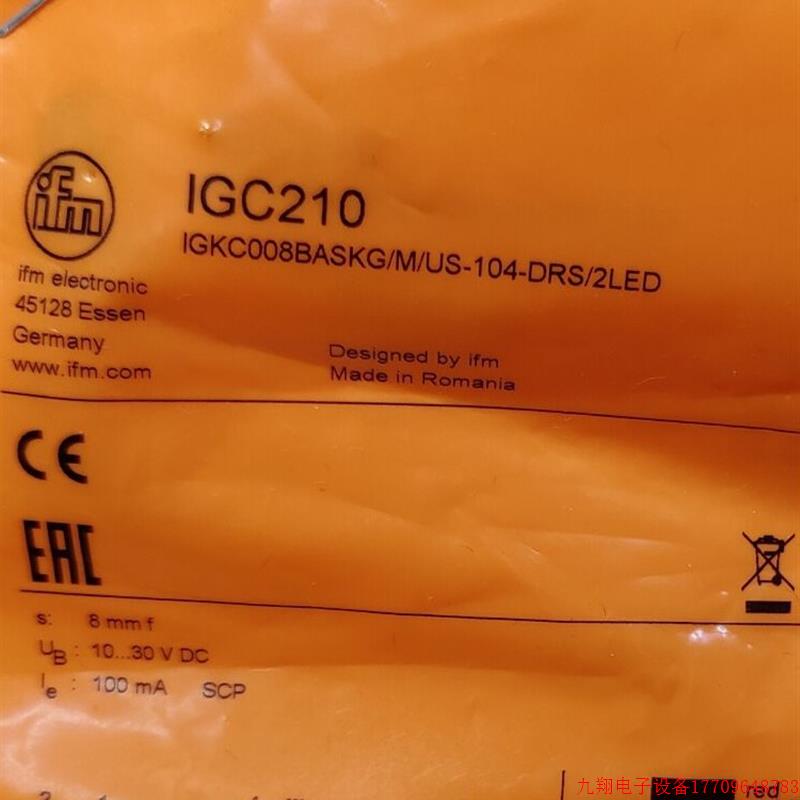 ifm
IGC210
IGKC008BASKG/M/US-104-DRS/2LED
ifm electronic
45128 Essen
Germany
www.ifm.com
Designed by ifm
Made in Romania
CE
EAC
s: 8 mm f
UB : 10...30 V DC
Ie : 100 mA SCP
red
九翔电子设备17709648783